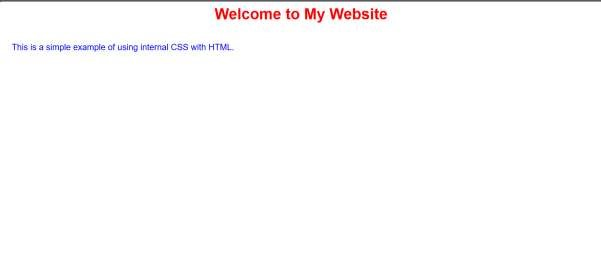 Welcome to My Website
This is a simple example of using internal CSS with HTML.